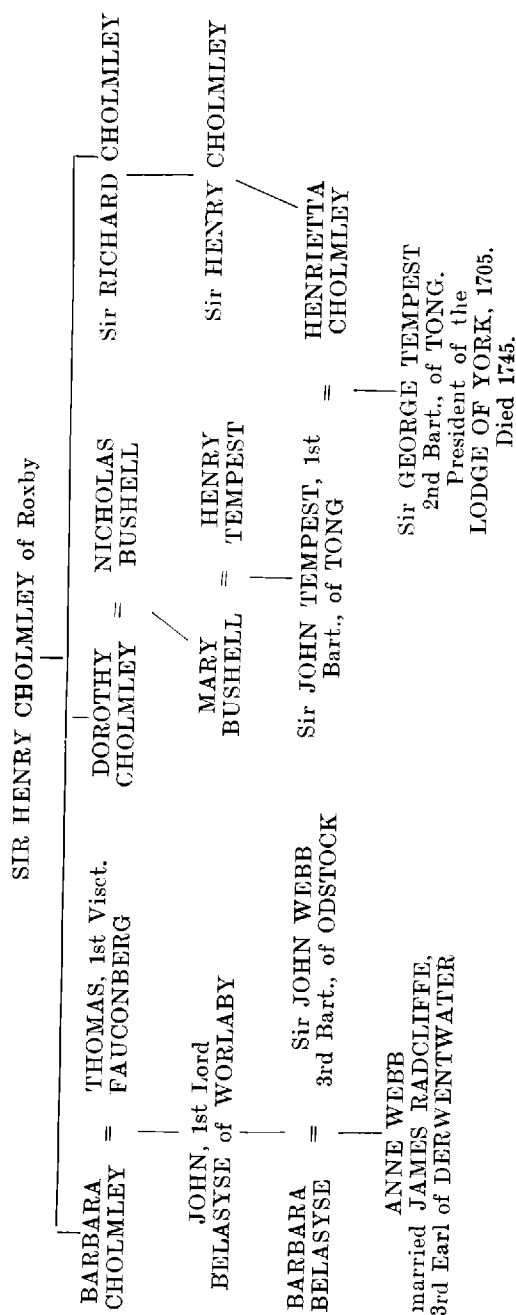 SIR HENRY CHOLMLEY of Roxby
BARBARA
CHOLMLEY
=
THOMAS, 1st Visct.
FAUCONBERG
DOROTHY
CHOLMLEY
=
NICHOLAS
BUSHELL
Sir RICHARD CHOLMLEY
JOHN, 1st Lord
BELASYSE of WORLABY
MARY
BUSHELL
=
HENRY
TEMPEST
Sir HENRY CHOLMLEY
BARBARA
BELASYSE
=
Sir JOHN WEBB
3rd Bart., of ODSTOCK
Sir JOHN TEMPEST, 1st
Bart., of TONG
=
HENRIETTA
CHOLMLEY
ANNE WEBB
married JAMES RADCLIFFE,
3rd Earl of DERWENTWATER
Sir GEORGE TEMPEST
2nd Bart., of TONG.
President of the
LODGE OF YORK, 1705.
Died 1745.